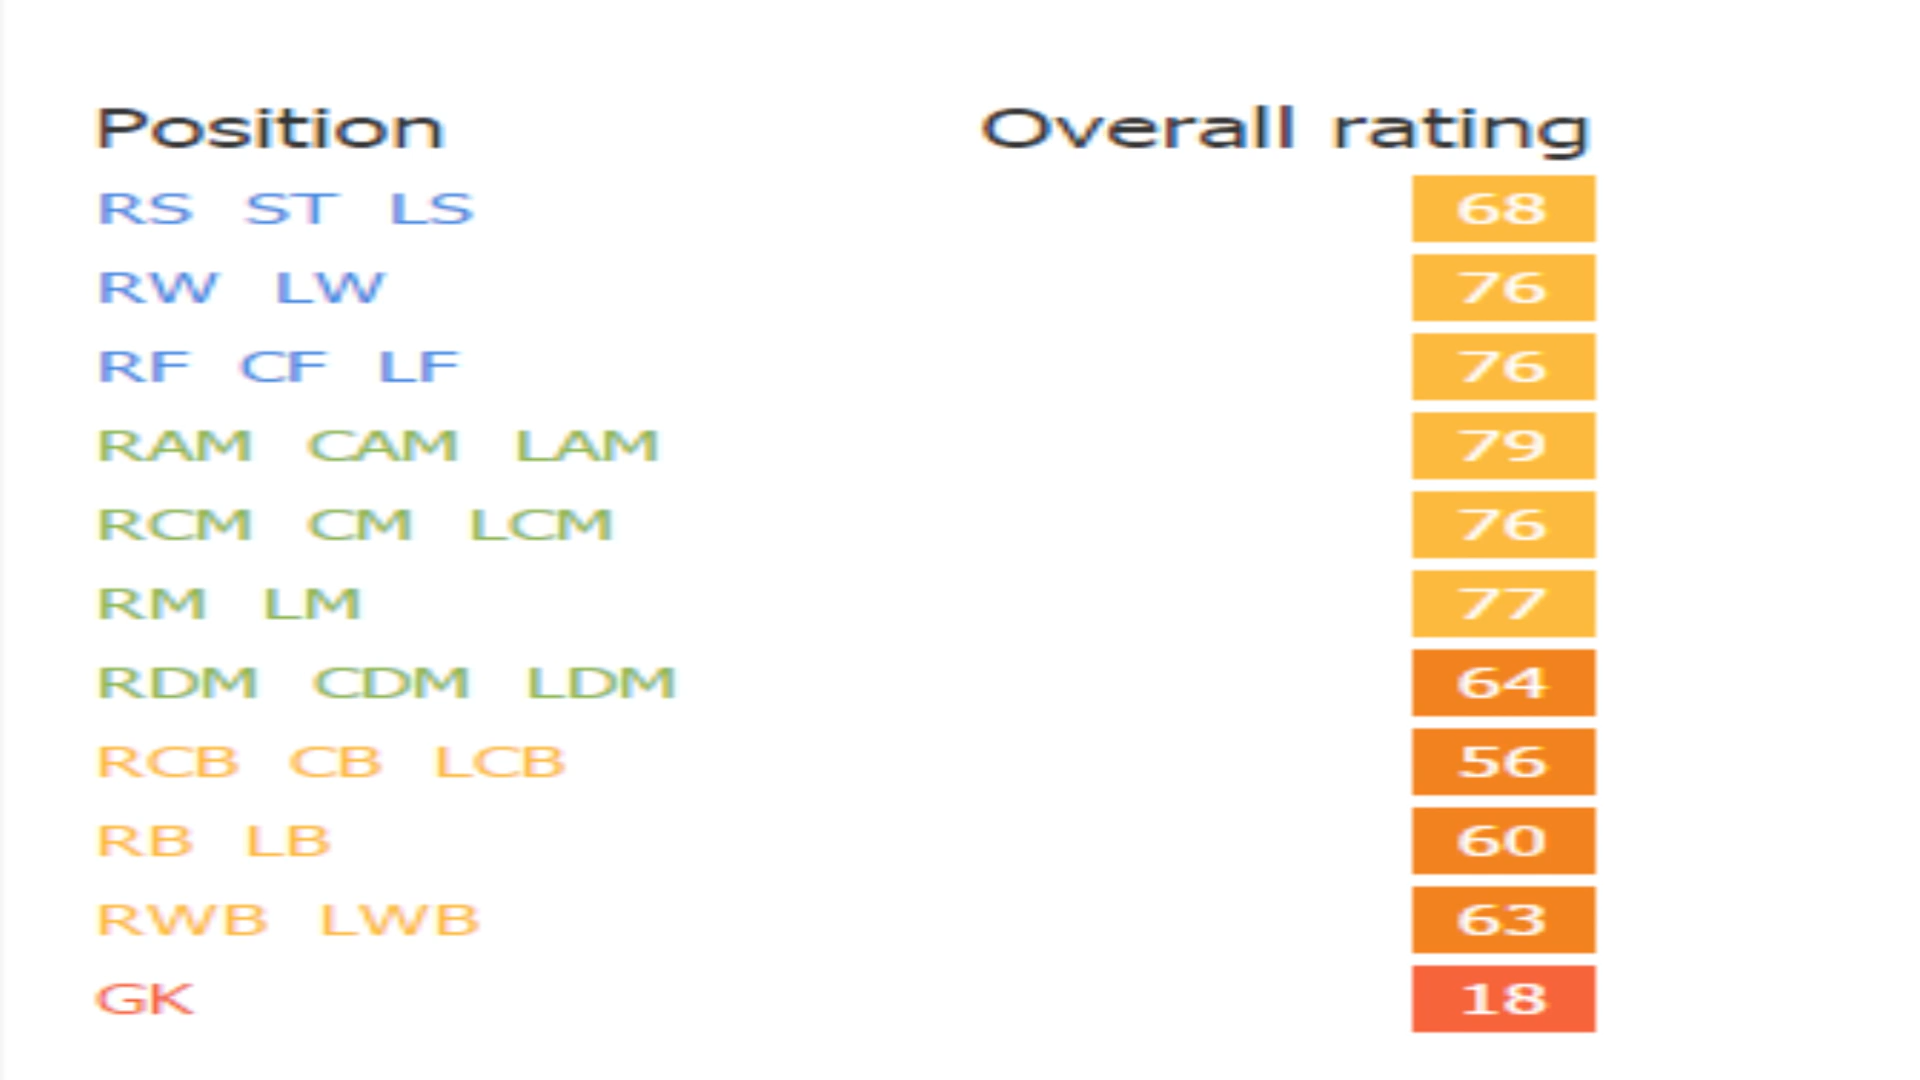 Position Overall rating
RS ST LS 68
RW LW 76
RF CF LF 76
RAM CAM LAM 79
RCM CM LCM 76
RM LM 77
RDM CDM LDM 64
RCB CB LCB 56
RB LB 60
RWB LWB 63
GK 18